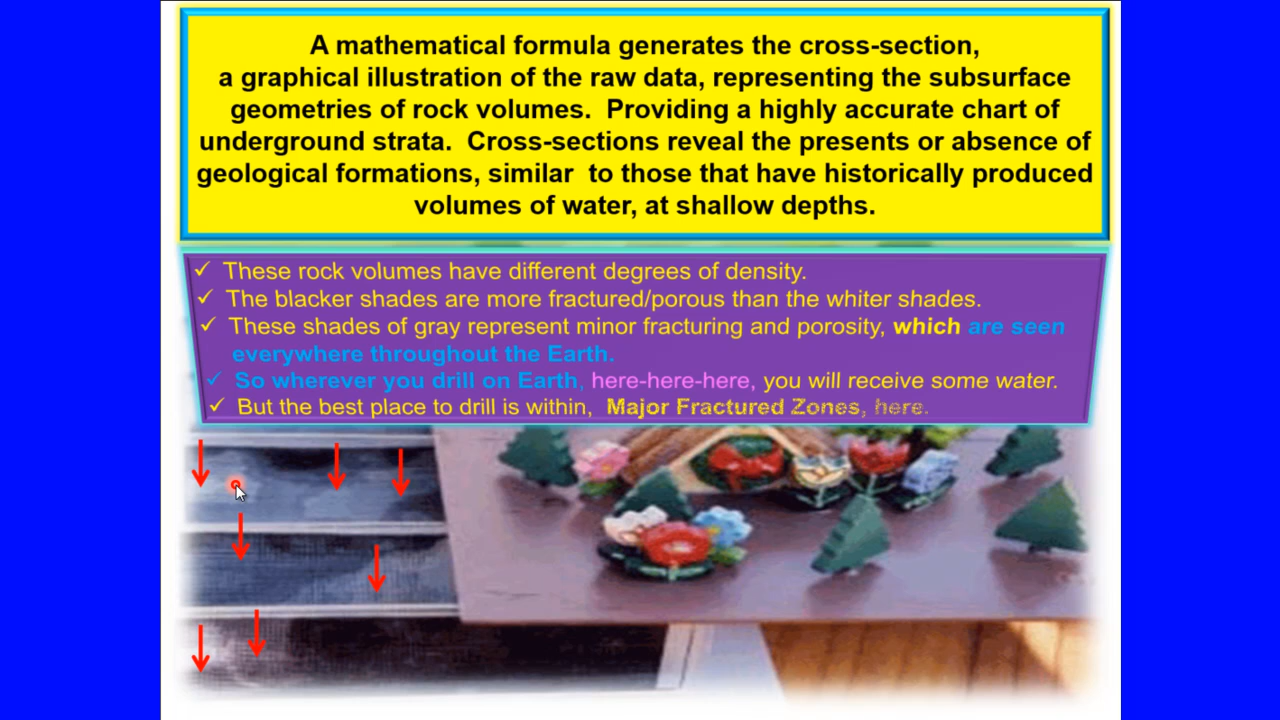 A mathematical formula generates the cross-section,
a graphical illustration of the raw data, representing the subsurface
geometries of rock volumes.  Providing a highly accurate chart of
underground strata.  Cross-sections reveal the presents or absence of
geological formations, similar  to those that have historically produced
volumes of water, at shallow depths.
✓ These rock volumes have different degrees of density.
✓ The blacker shades are more fractured/porous than the whiter shades.
✓ These shades of gray represent minor fracturing and porosity, which are seen
everywhere throughout the Earth.
✓ So wherever you drill on Earth, here-here-here, you will receive some water.
✓ But the best place to drill is within,  Major Fractured Zones, here.